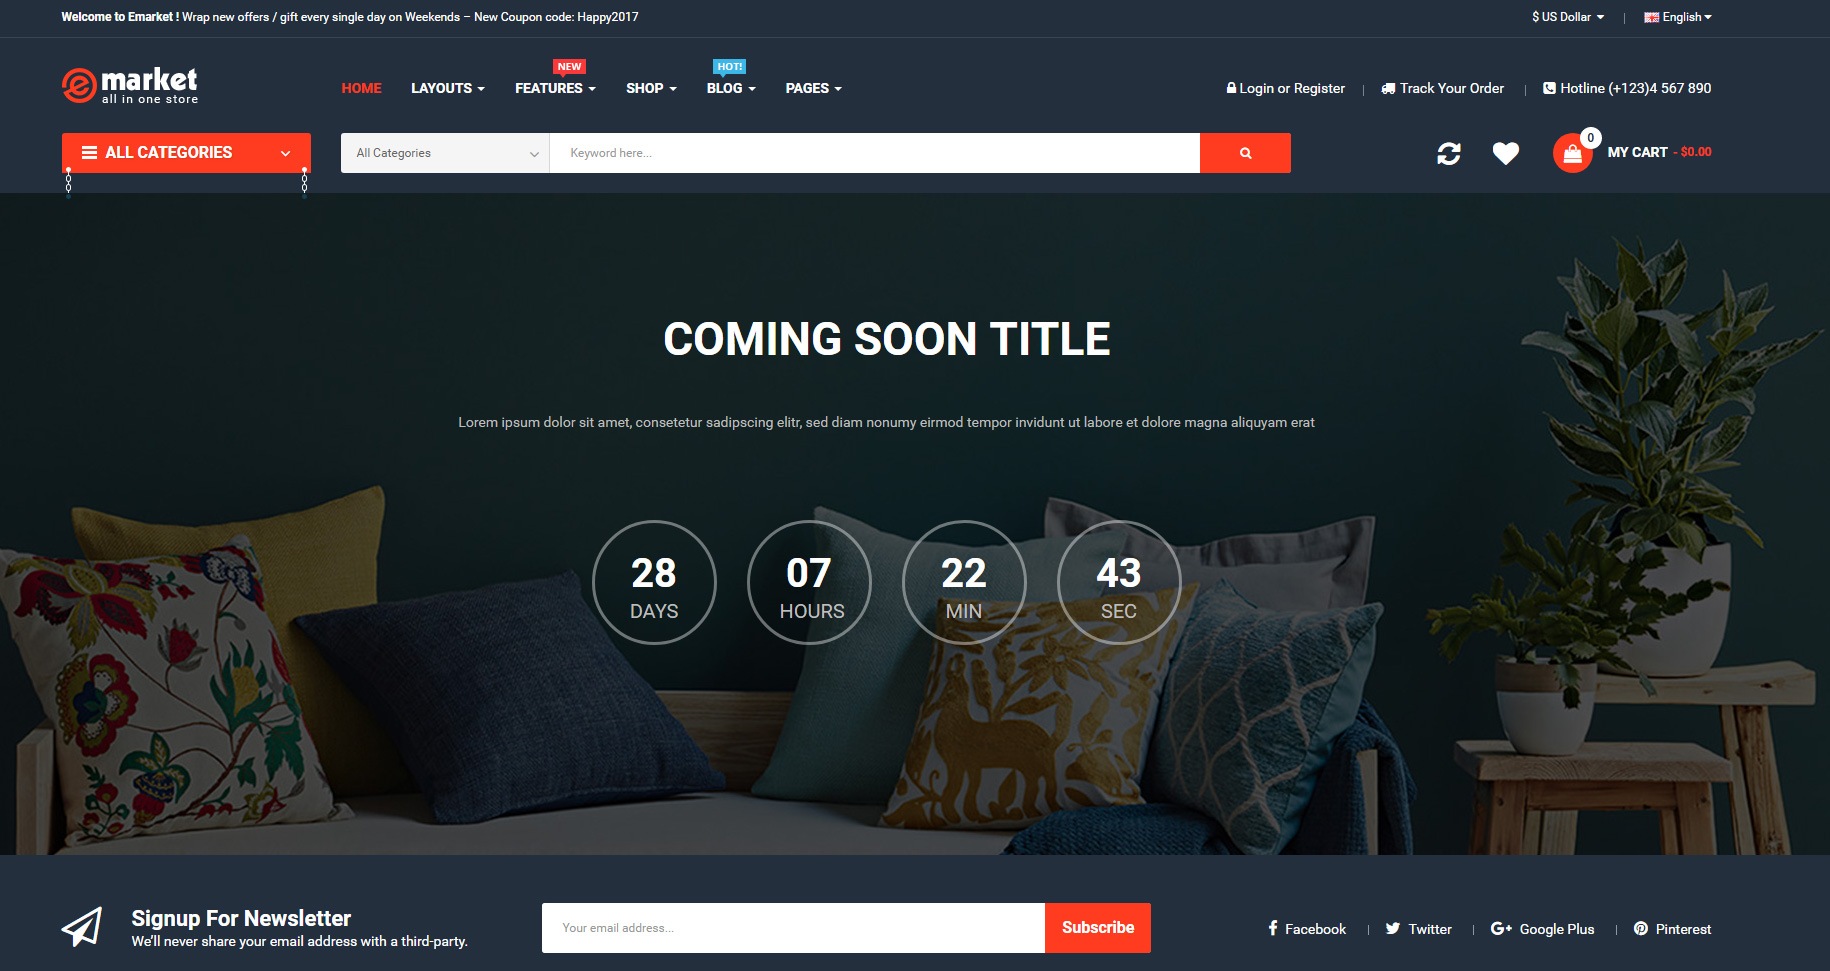 Welcome to Emarket ! Wrap new offers / gift every single day on Weekends – New Coupon code: Happy2017
$ US Dollar
English
NEW
HOT!
e market
all in one store
HOME
LAYOUTS
FEATURES
SHOP
BLOG
PAGES
Login or Register
Track Your Order
Hotline (+123)4 567 890
ALL CATEGORIES
All Categories
Keyword here...
0
MY CART - $0.00
COMING SOON TITLE
Lorem ipsum dolor sit amet, consetetur sadipscing elitr, sed diam nonumy eirmod tempor invidunt ut labore et dolore magna aliquyam erat
28
DAYS
07
HOURS
22
MIN
43
SEC
Signup For Newsletter
We'll never share your email address with a third-party.
Your email address...
Subscribe
Facebook
Twitter
Google Plus
Pinterest